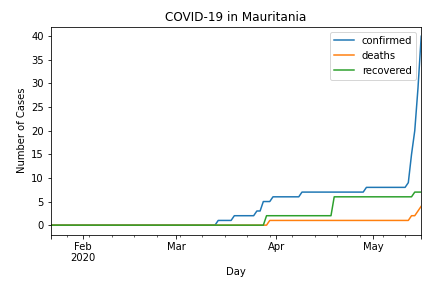 COVID-19 in Mauritania
confirmed
deaths
recovered
Number of Cases
40
35
30
25
20
15
10
5
0
Feb Mar Apr May
2020
Day